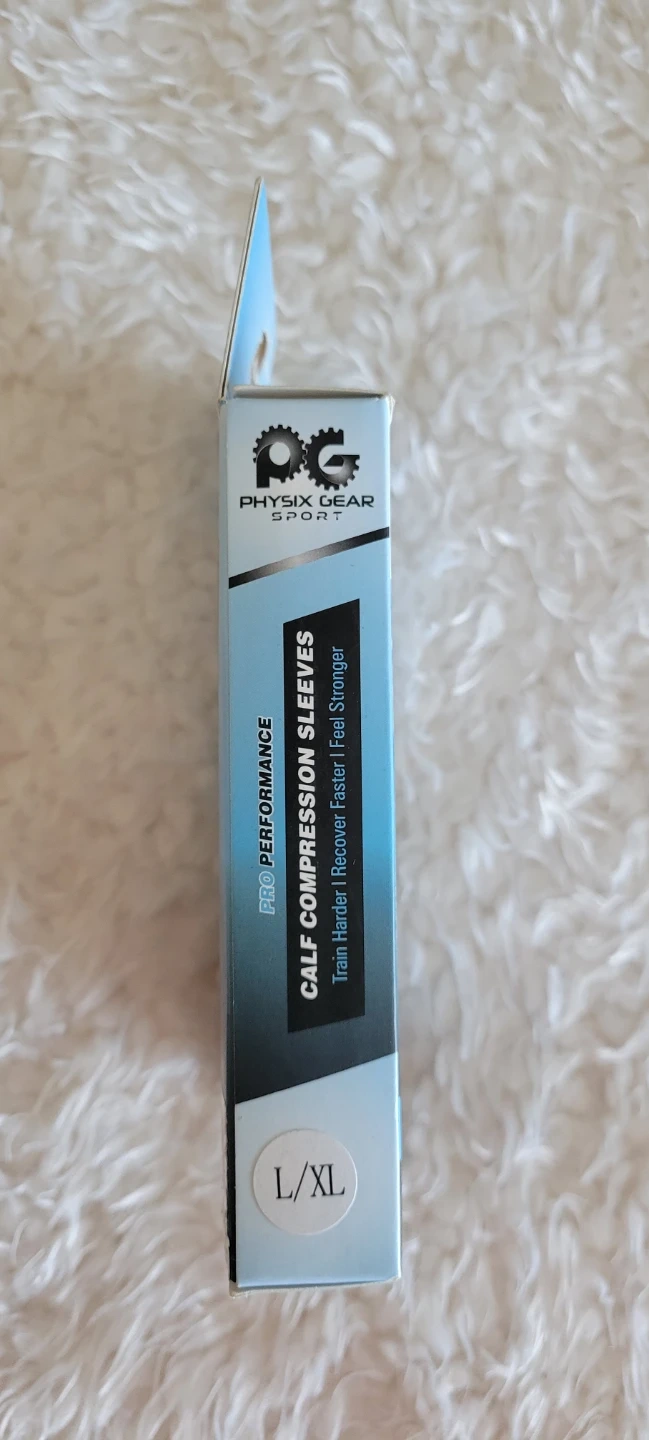 PG
PHYSIX GEAR
SPORT
PRO PERFORMANCE
CALF COMPRESSION SLEEVES
Train Harder | Recover Faster | Feel Stronger
L/XL